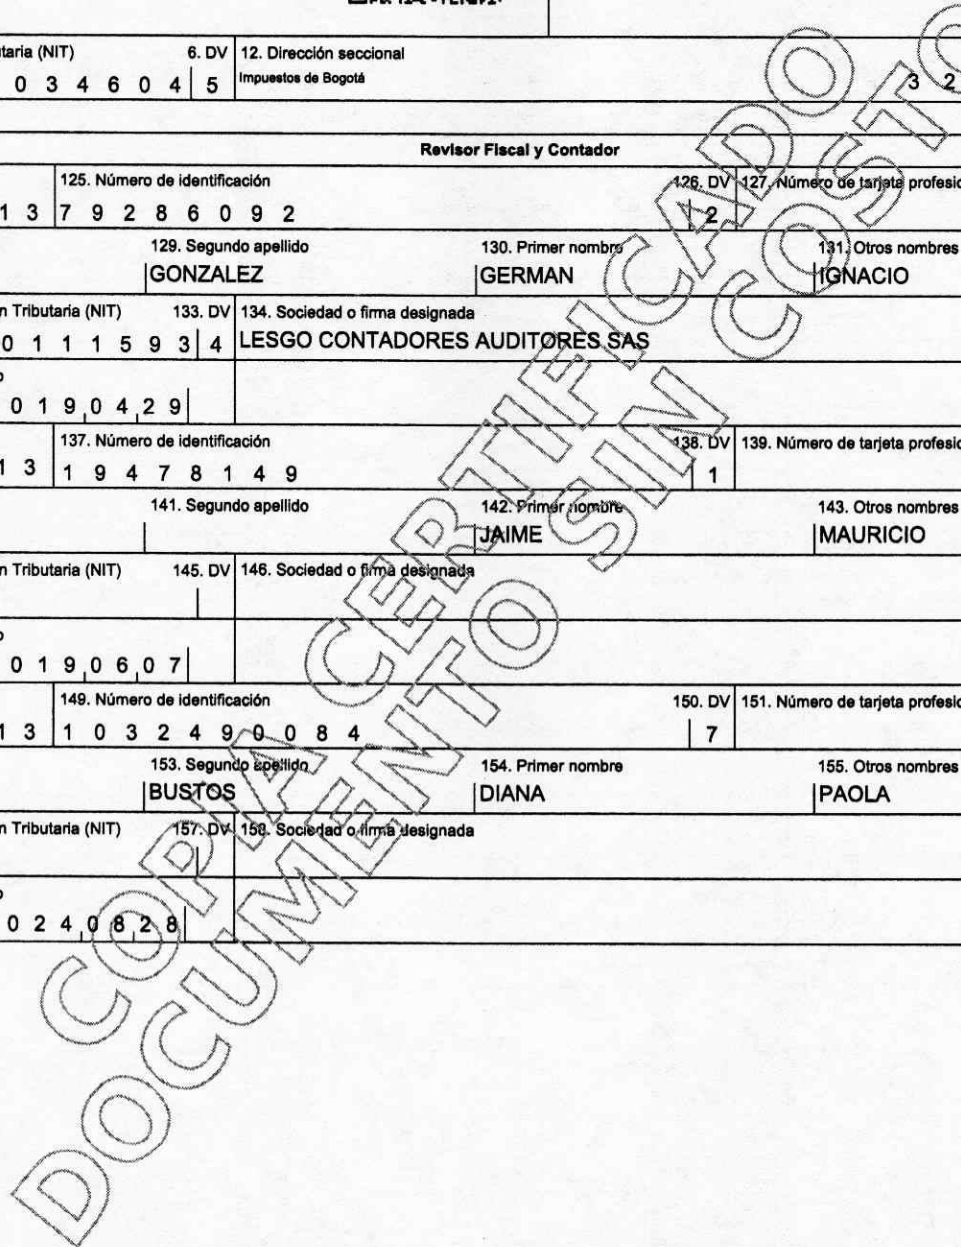 taria (NIT) 6. DV 12. Dirección seccional
0 3 4 6 0 4 5 Impuestos de Bogotá 3 2
Revisor Fiscal y Contador
125. Número de identificación 126. DV 127. Número de tarjeta profesio
1 3 7 9 2 8 6 0 9 2 2
129. Segundo apellido 130. Primer nombre 131. Otros nombres
GONZALEZ GERMAN IGNACIO
n Tributaria (NIT) 133. DV 134. Sociedad o firma designada
0 1 1 1 5 9 3 4 LESGO CONTADORES AUDITORES SAS
0 1 9 0 4 2 9
137. Número de identificación 138. DV 139. Número de tarjeta profesio
1 3 1 9 4 7 8 1 4 9 1
141. Segundo apellido 142. Primer nombre 143. Otros nombres
JAIME MAURICIO
n Tributaria (NIT) 145. DV 146. Sociedad o firma designada
0 1 9 0 6 0 7
149. Número de identificación 150. DV 151. Número de tarjeta profesio
1 3 1 0 3 2 4 9 0 0 8 4 7
153. Segundo apellido 154. Primer nombre 155. Otros nombres
BUSTOS DIANA PAOLA
n Tributaria (NIT) 157. DV 158. Sociedad o firma designada
0 2 4 0 8 2 8
COPIA CERTIFICADO
DOCUMENTO SIN COSTO